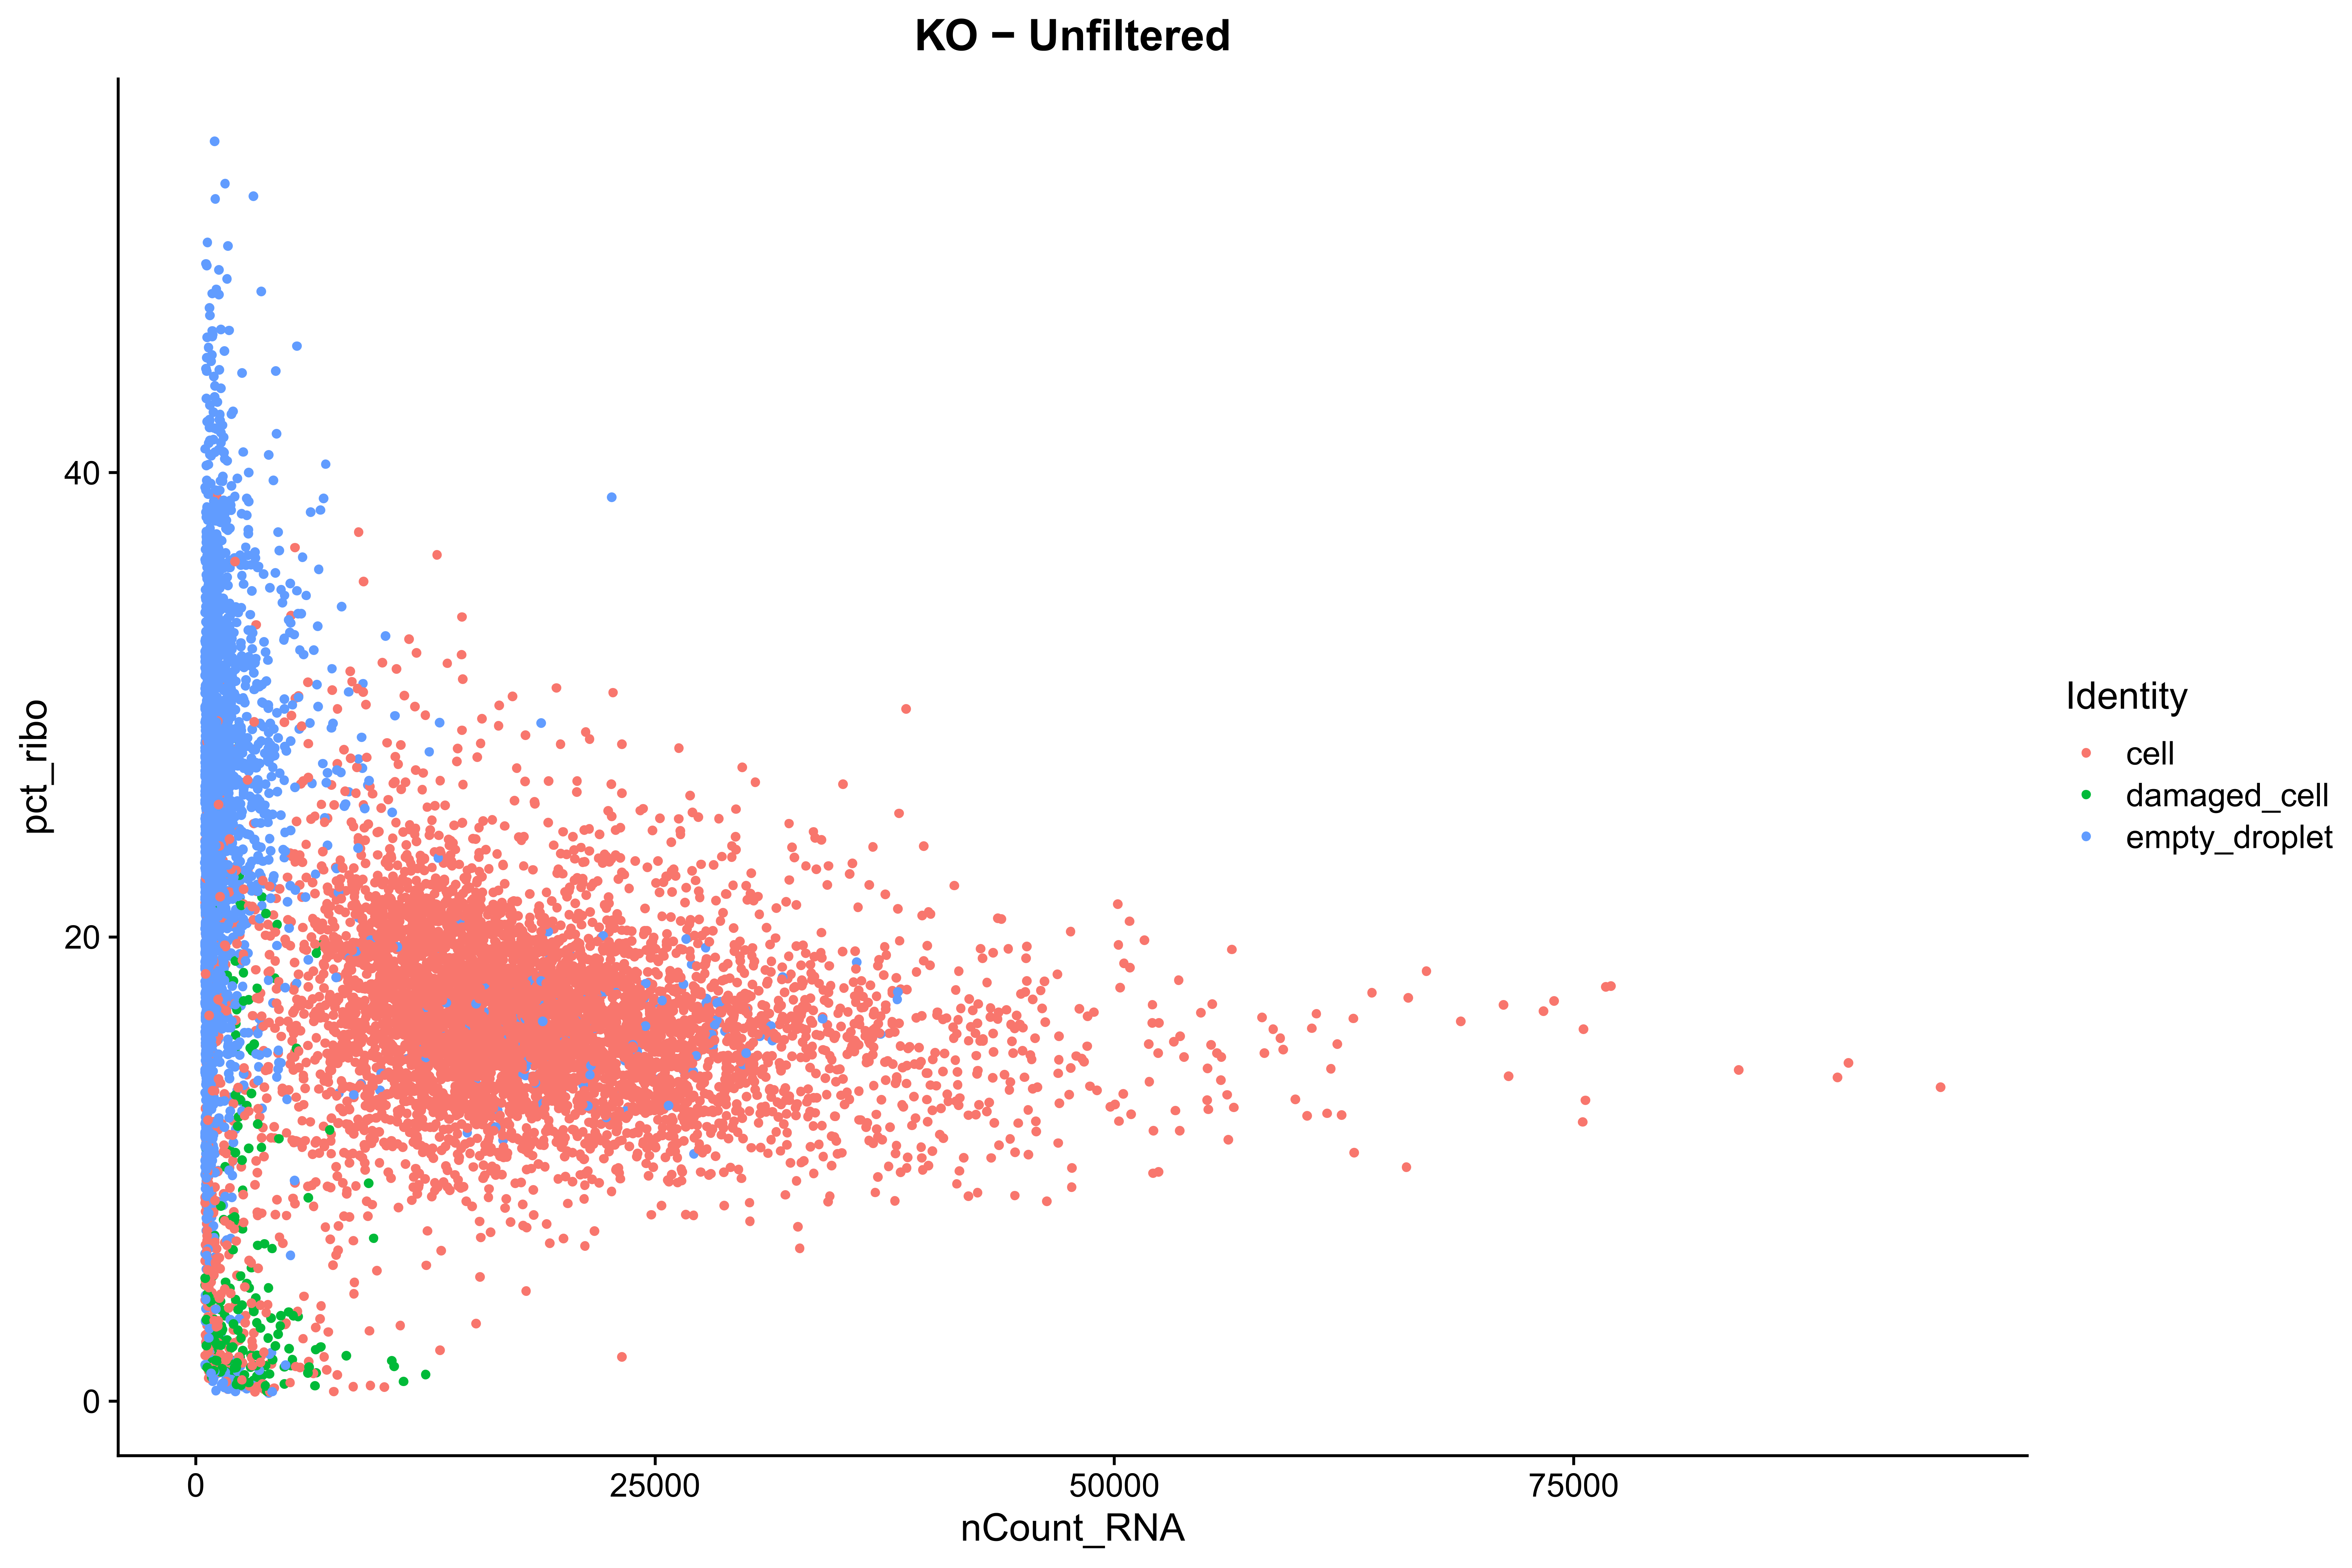 KO − Unfiltered
pct_ribo
40
20
0
0
25000
50000
75000
nCount_RNA
Identity
cell
damaged_cell
empty_droplet